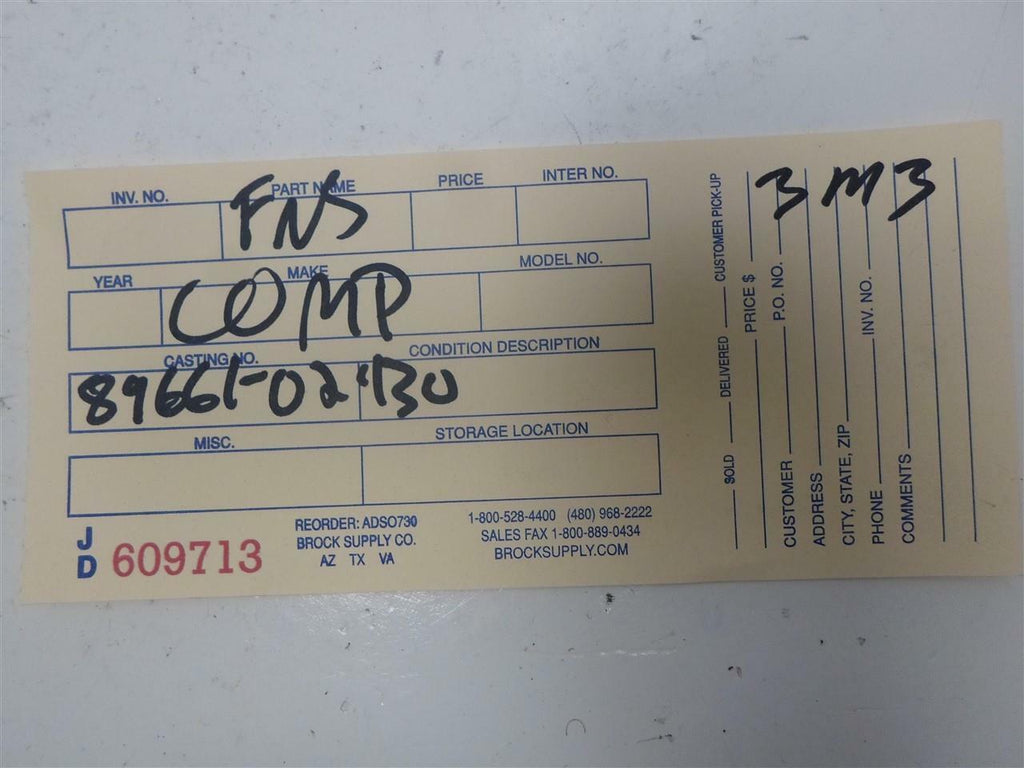 INV. NO. PART NAME PRICE INTER NO.
FNS
YEAR MAKE MODEL NO.
COMP
CASTING NO. CONDITION DESCRIPTION
89661-02130
MISC. STORAGE LOCATION
J D 609713
REORDER: ADSO730
BROCK SUPPLY CO.
AZ TX VA
1-800-528-4400 (480) 968-2222
SALES FAX 1-800-889-0434
BROCKSUPPLY.COM
3M3
SOLD DELIVERED CUSTOMER PICK-UP
PRICE $
CUSTOMER P.O. NO.
ADDRESS
CITY, STATE, ZIP
PHONE INV. NO.
COMMENTS